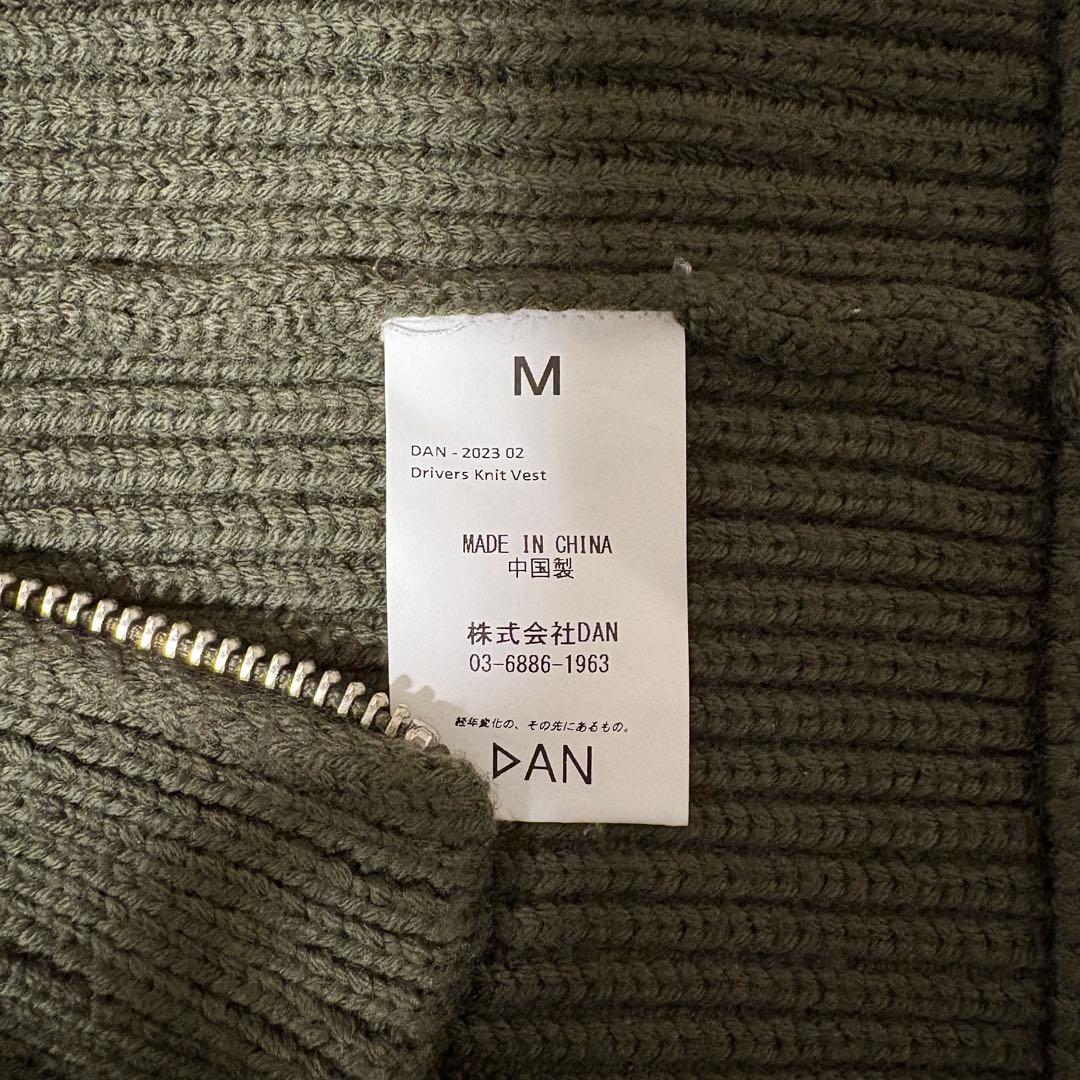 M
DAN - 2023 02
Drivers Knit Vest
MADE IN CHINA
中国製
株式会社DAN
03-6886-1963
経年変化の、その先にあるもの。
DAN